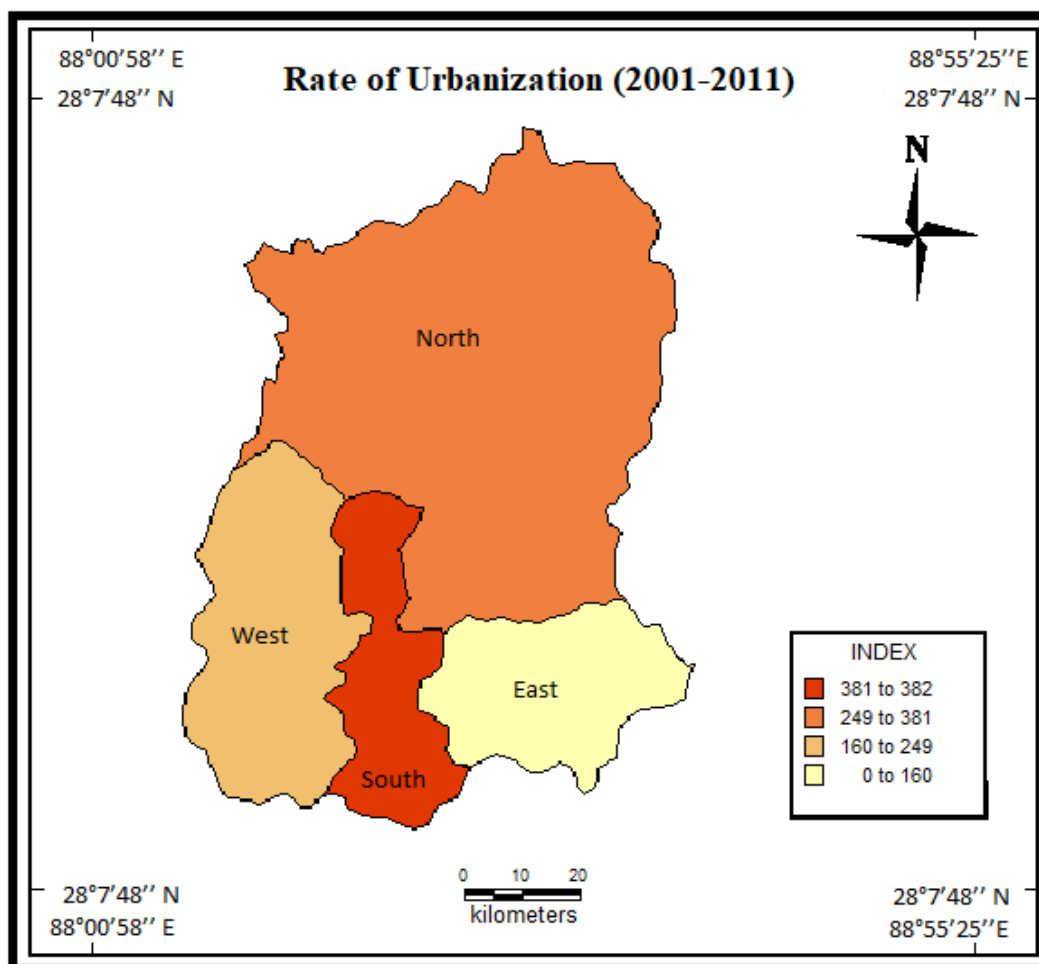 88°00′58′′ E
88°55′25′′ E
Rate of Urbanization (2001-2011)
28°7′48′′ N
28°7′48′′ N
N
North
West
East
South
INDEX
381 to 382
249 to 381
160 to 249
0 to 160
0 10 20
kilometers
28°7′48′′ N
28°7′48′′ N
88°00′58′′ E
88°55′25′′ E